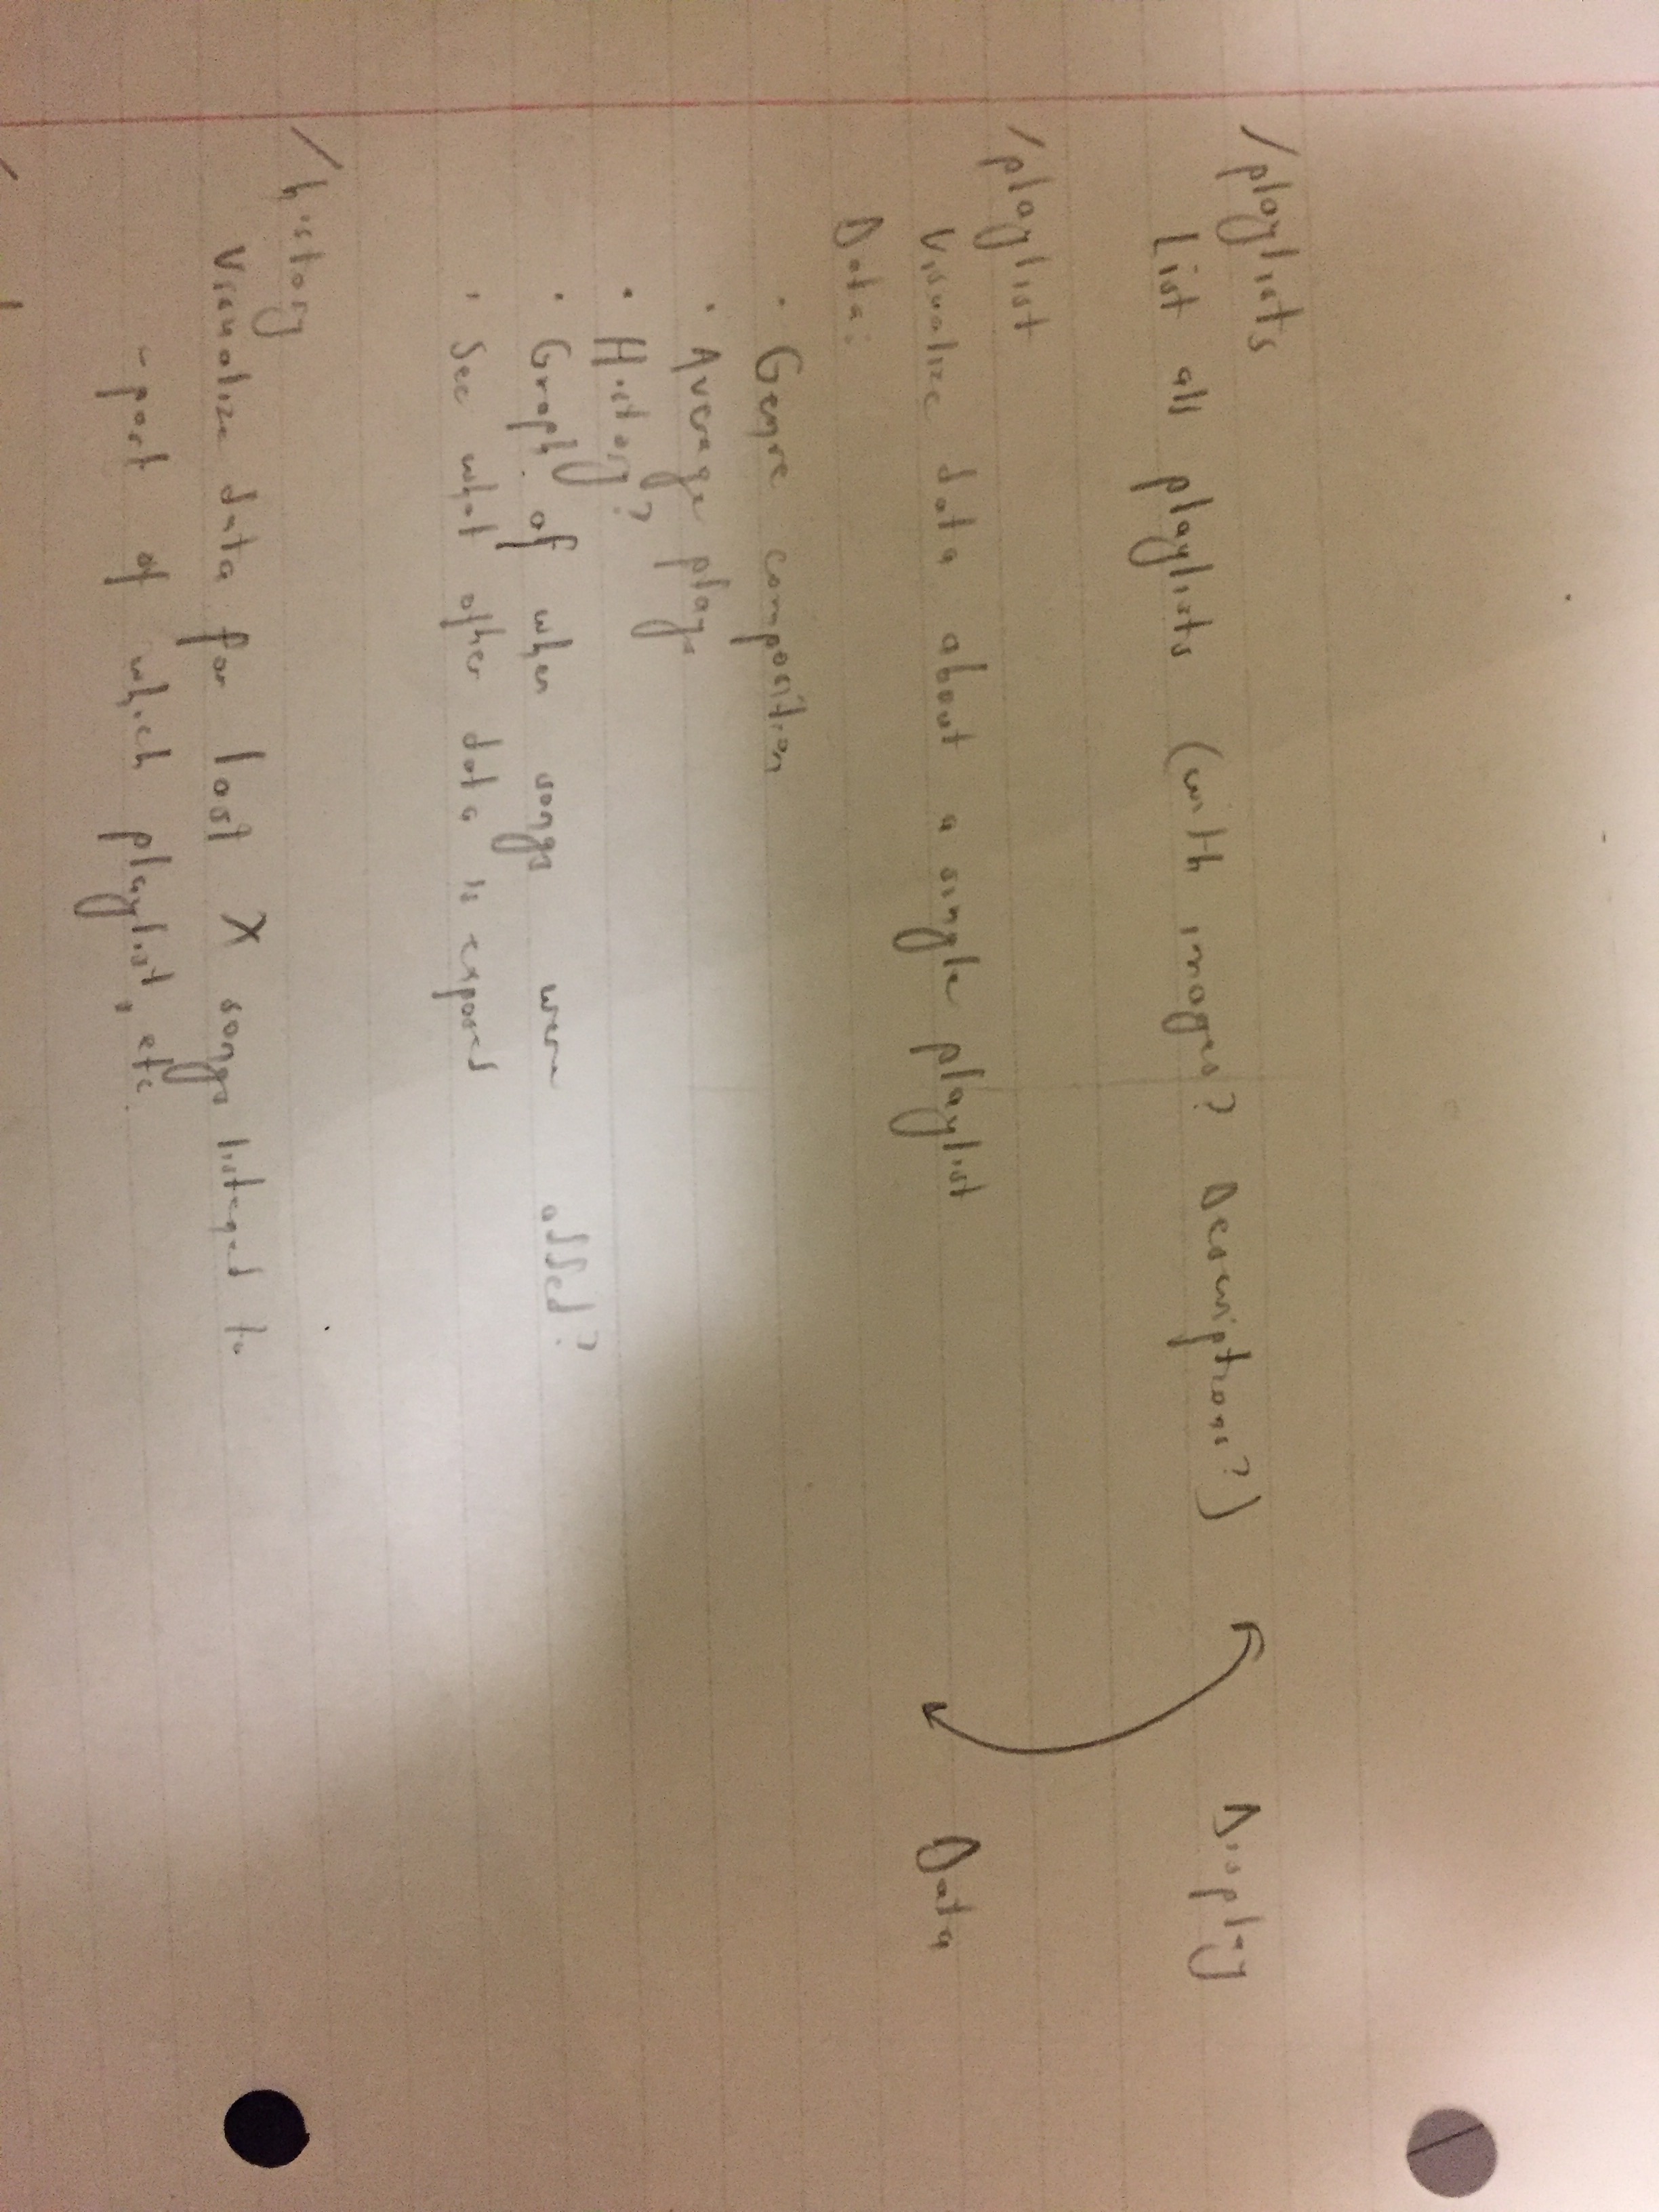 /playlists
List all playlists (with images? Descriptions?) Display
/playlist
Visualize data about a single playlist Data
Data:
· Genre composition
· Average plays
· History?
· Graph of when songs were added?
· See what other data is exposed
/history
Visualize data for last X songs listened to
- part of which playlist, etc.